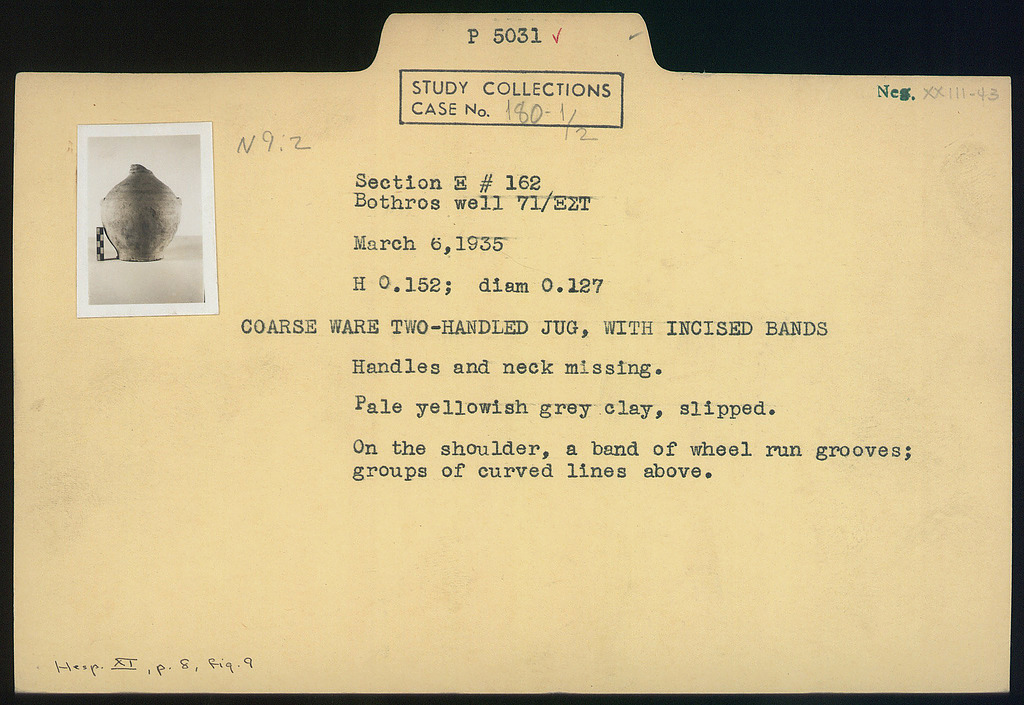 P 5031 ✓
STUDY COLLECTIONS
CASE No. 180-1/2
Neg. XXIII-43
N 9:2
Section Ξ # 162
Bothros well 71/ΞΣΤ
March 6,1935
H 0.152;  diam 0.127
COARSE WARE TWO-HANDLED JUG, WITH INCISED BANDS
Handles and neck missing.
Pale yellowish grey clay, slipped.
On the shoulder, a band of wheel run grooves;
groups of curved lines above.
Hesp. XI, p. 8, fig. 9